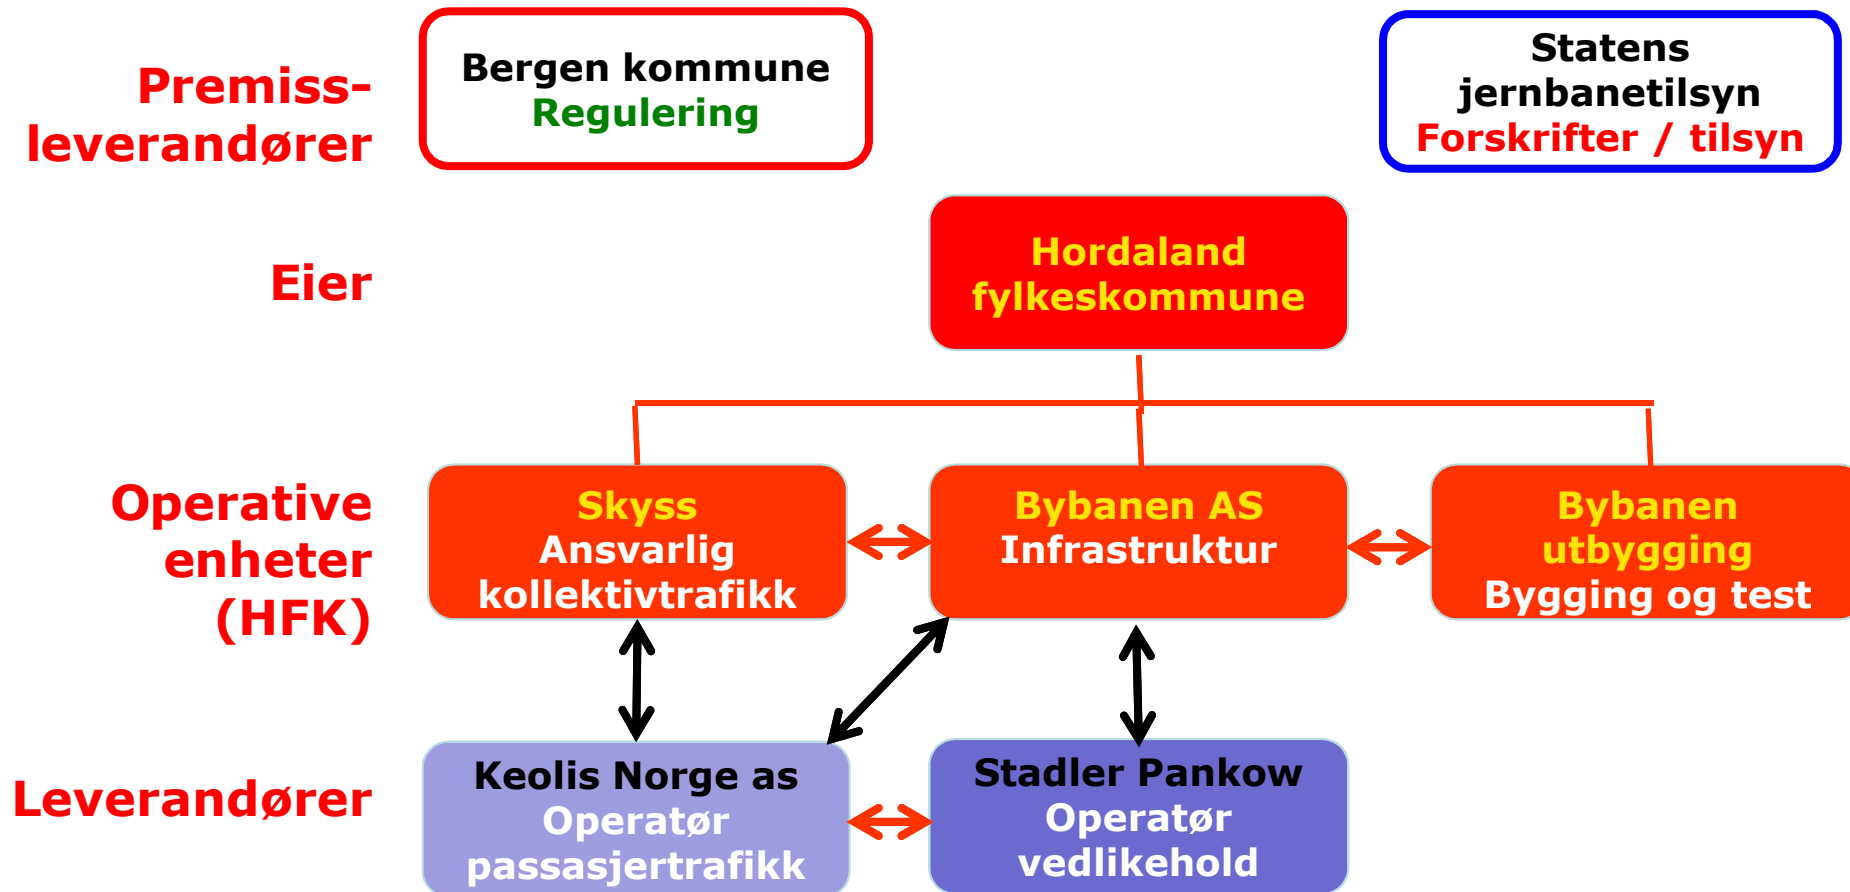 Premiss-
leverandører
Bergen kommune
Regulering
Statens
jernbanetilsyn
Forskrifter / tilsyn
Eier
Hordaland
fylkeskommune
Operative
enheter
(HFK)
Skyss
Ansvarlig
kollektivtrafikk
Bybanen AS
Infrastruktur
Bybanen
utbygging
Bygging og test
Leverandører
Keolis Norge as
Operatør
passasjertrafikk
Stadler Pankow
Operatør
vedlikehold